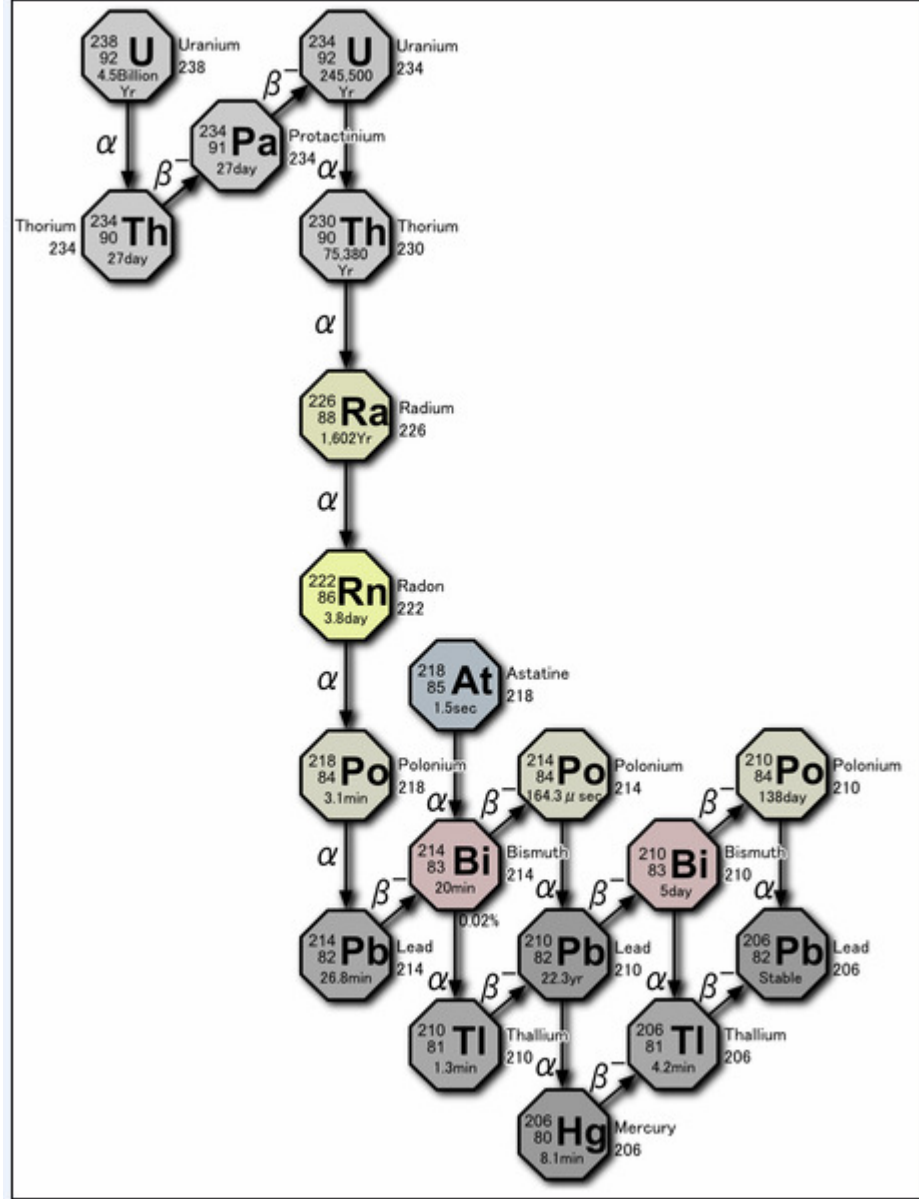 238
92 U
4.5Billion
Yr
Uranium
238
234
92 U
245,500
Yr
Uranium
234
α
β−
β−
234
91 Pa
27day
Protactinium
234
α
Thorium
234
234
90 Th
27day
230
90 Th
75,380
Yr
Thorium
230
α
226
88 Ra
1,602Yr
Radium
226
α
222
86 Rn
3.8day
Radon
222
α
218
85 At
1.5sec
Astatine
218
218
84 Po
3.1min
Polonium
218
α
β−
214
84 Po
164.3 μ sec
Polonium
214
β−
210
84 Po
138day
Polonium
210
α
β−
214
83 Bi
20min
Bismuth
214
0.02%
α
β−
210
83 Bi
5day
Bismuth
210
α
214
82 Pb
26.8min
Lead
214
α
β−
210
82 Pb
22.3yr
Lead
210
α
β−
206
82 Pb
Stable
Lead
206
210
81 Tl
1.3min
Thallium
210
α
β−
206
81 Tl
4.2min
Thallium
206
206
80 Hg
8.1min
Mercury
206